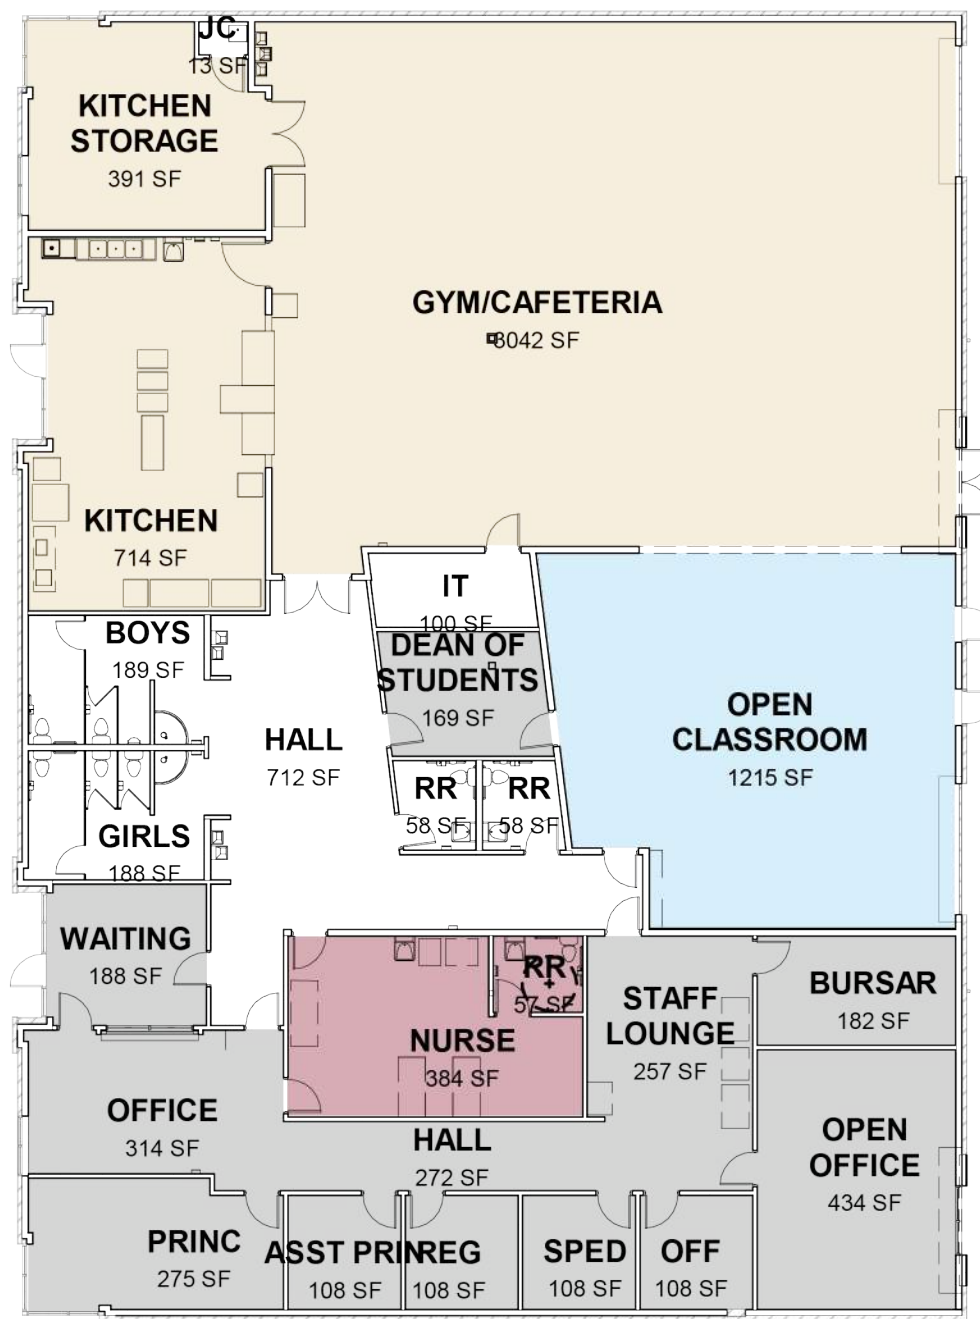 JC
13 SF
KITCHEN
STORAGE
391 SF
GYM/CAFETERIA
3042 SF
KITCHEN
714 SF
IT
100 SF
BOYS
189 SF
DEAN OF
STUDENTS
169 SF
OPEN
CLASSROOM
1215 SF
HALL
712 SF
RR
58 SF
RR
58 SF
GIRLS
188 SF
WAITING
188 SF
RR
57 SF
BURSAR
182 SF
STAFF
LOUNGE
257 SF
NURSE
384 SF
OFFICE
314 SF
HALL
272 SF
OPEN
OFFICE
434 SF
PRINC
275 SF
ASST PRIN
108 SF
REG
108 SF
SPED
108 SF
OFF
108 SF